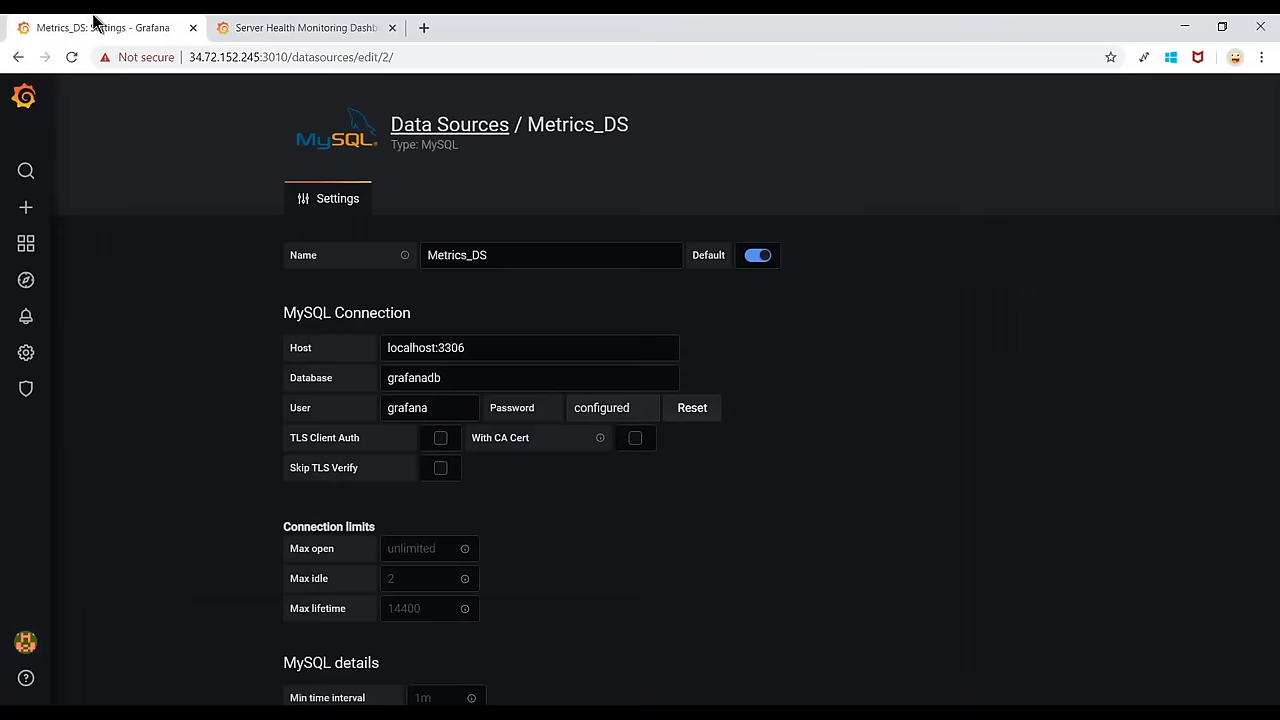 Metrics_DS: Settings - Grafana
Server Health Monitoring Dashb
Not secure
34.72.152.245:3010/datasources/edit/2/
MySQL
Data Sources / Metrics_DS
Type: MySQL
Settings
Name
Metrics_DS
Default
MySQL Connection
Host
localhost:3306
Database
grafanadb
User
grafana
Password
configured
Reset
TLS Client Auth
With CA Cert
Skip TLS Verify
Connection limits
Max open
unlimited
Max idle
2
Max lifetime
14400
MySQL details
Min time interval
1m